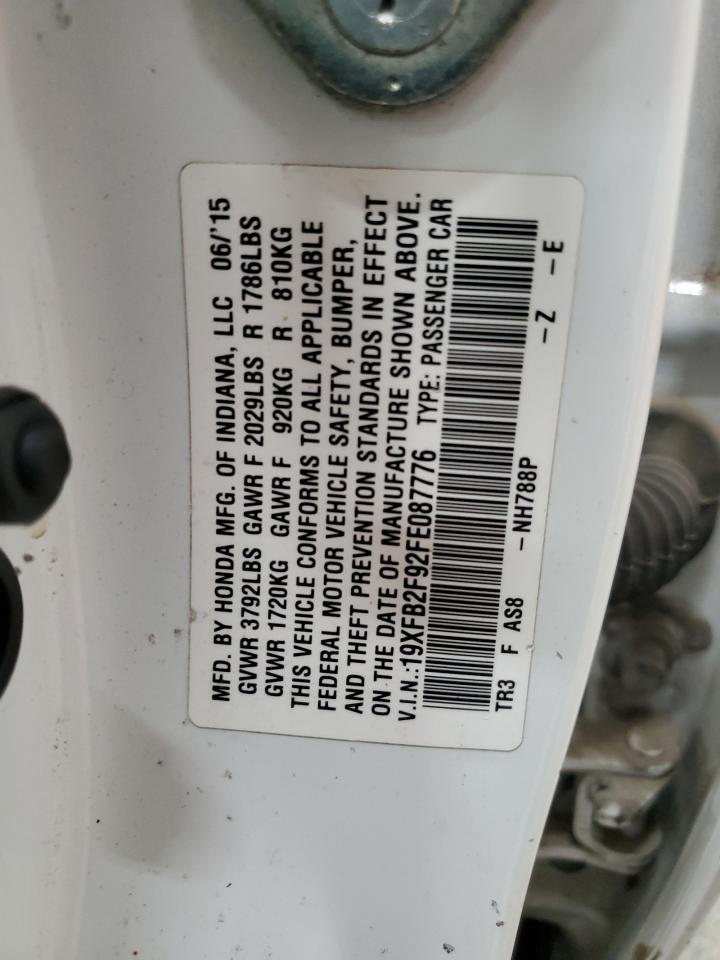 MFD. BY HONDA MFG. OF INDIANA, LLC 06/'15
GVWR 3792LBS GAWR F 2029LBS R 1786LBS
GVWR 1720KG GAWR F 920KG R 810KG
THIS VEHICLE CONFORMS TO ALL APPLICABLE
FEDERAL MOTOR VEHICLE SAFETY, BUMPER,
AND THEFT PREVENTION STANDARDS IN EFFECT
ON THE DATE OF MANUFACTURE SHOWN ABOVE.
V.I.N.:19XFB2F92FE087776 TYPE: PASSENGER CAR
TR3 F AS8 -NH788P -Z -E